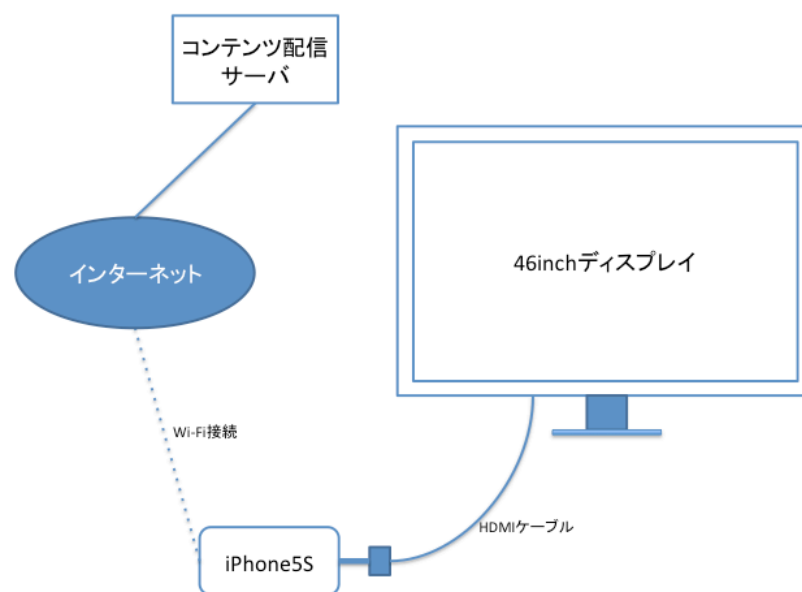 コンテンツ配信
サーバ
インターネット
46inchディスプレイ
Wi-Fi接続
HDMIケーブル
iPhone5S